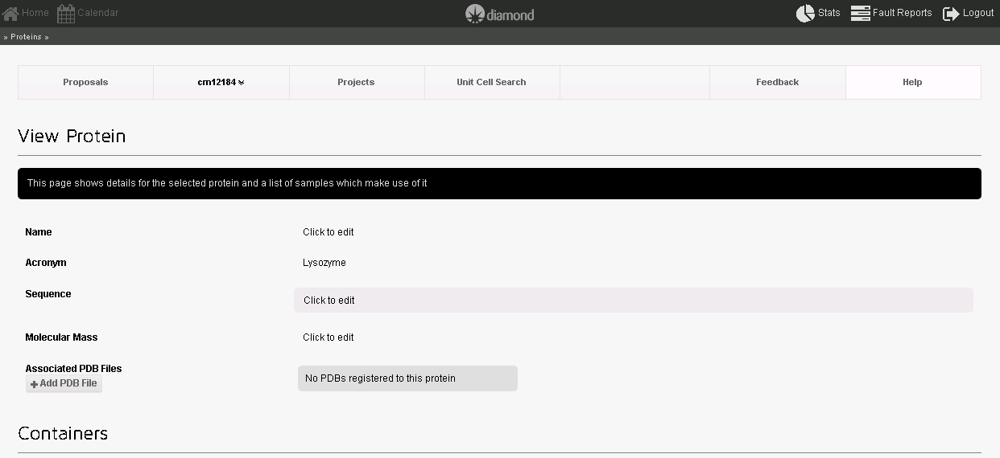 Home Calendar diamond Stats Fault Reports Logout
» Proteins »
Proposals cm12184 Projects Unit Cell Search Feedback Help
View Protein
This page shows details for the selected protein and a list of samples which make use of it
Name Click to edit
Acronym Lysozyme
Sequence Click to edit
Molecular Mass Click to edit
Associated PDB Files No PDBs registered to this protein
Add PDB File
Containers